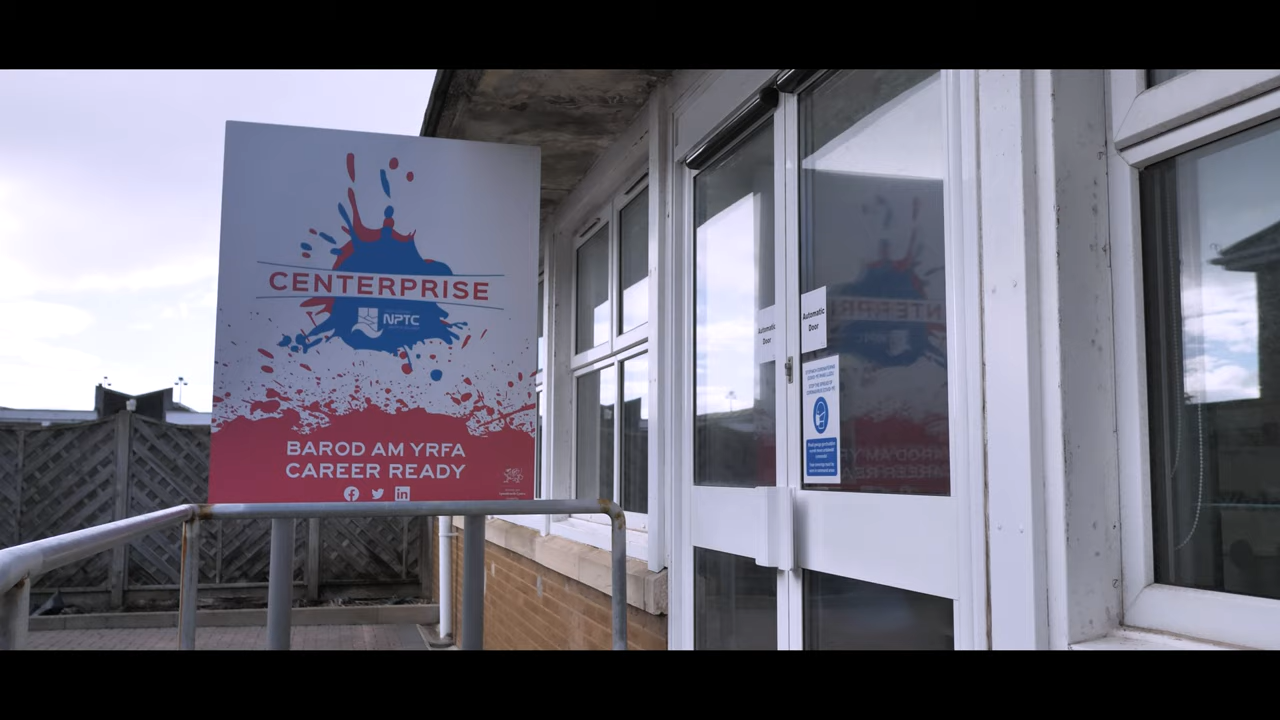 CENTERPRISE
NPTC
BAROD AM YRFA
CAREER READY
Automatic
Door
Automatic
Door